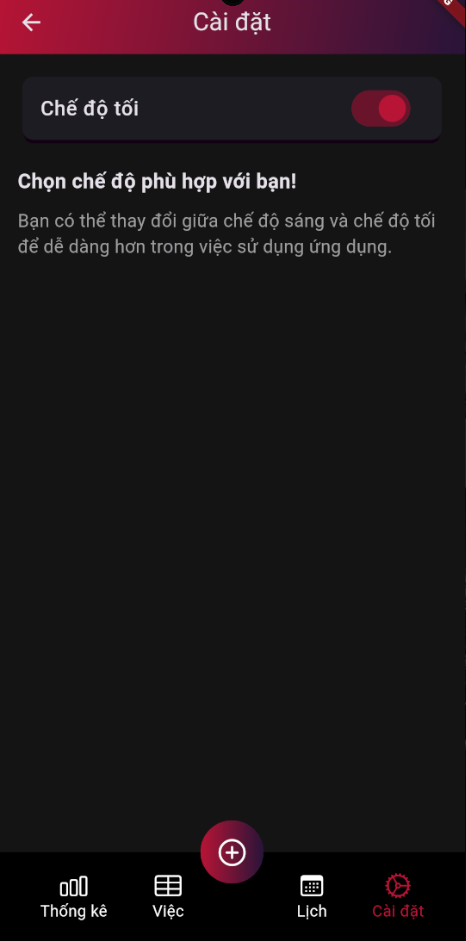 Cài đặt
Chế độ tối
Chọn chế độ phù hợp với bạn!
Bạn có thể thay đổi giữa chế độ sáng và chế độ tối
để dễ dàng hơn trong việc sử dụng ứng dụng.
Thống kê
Việc
Lịch
Cài đặt